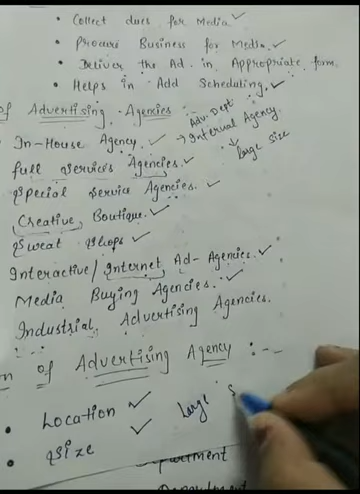 • Collect dues for Media ✓
• Procure Business for Media ✓
• Deliver the Ad in Appropriate form.
• Helps in Add Scheduling. ✓
of Advertising Agencies :
Adv. Dept
In-House Agency. ✓ → Internal Agency.
↓ large size
full Services Agencies. ✓
Special Service Agencies. ✓
Creative Boutique. ✓
Sweat Shops ✓
Interactive/Internet Ad-Agencies. ✓
Media Buying Agencies. ✓
Industrial Advertising Agencies.
n of Advertising Agency :--
• Location ✓
• Size ✓ large S